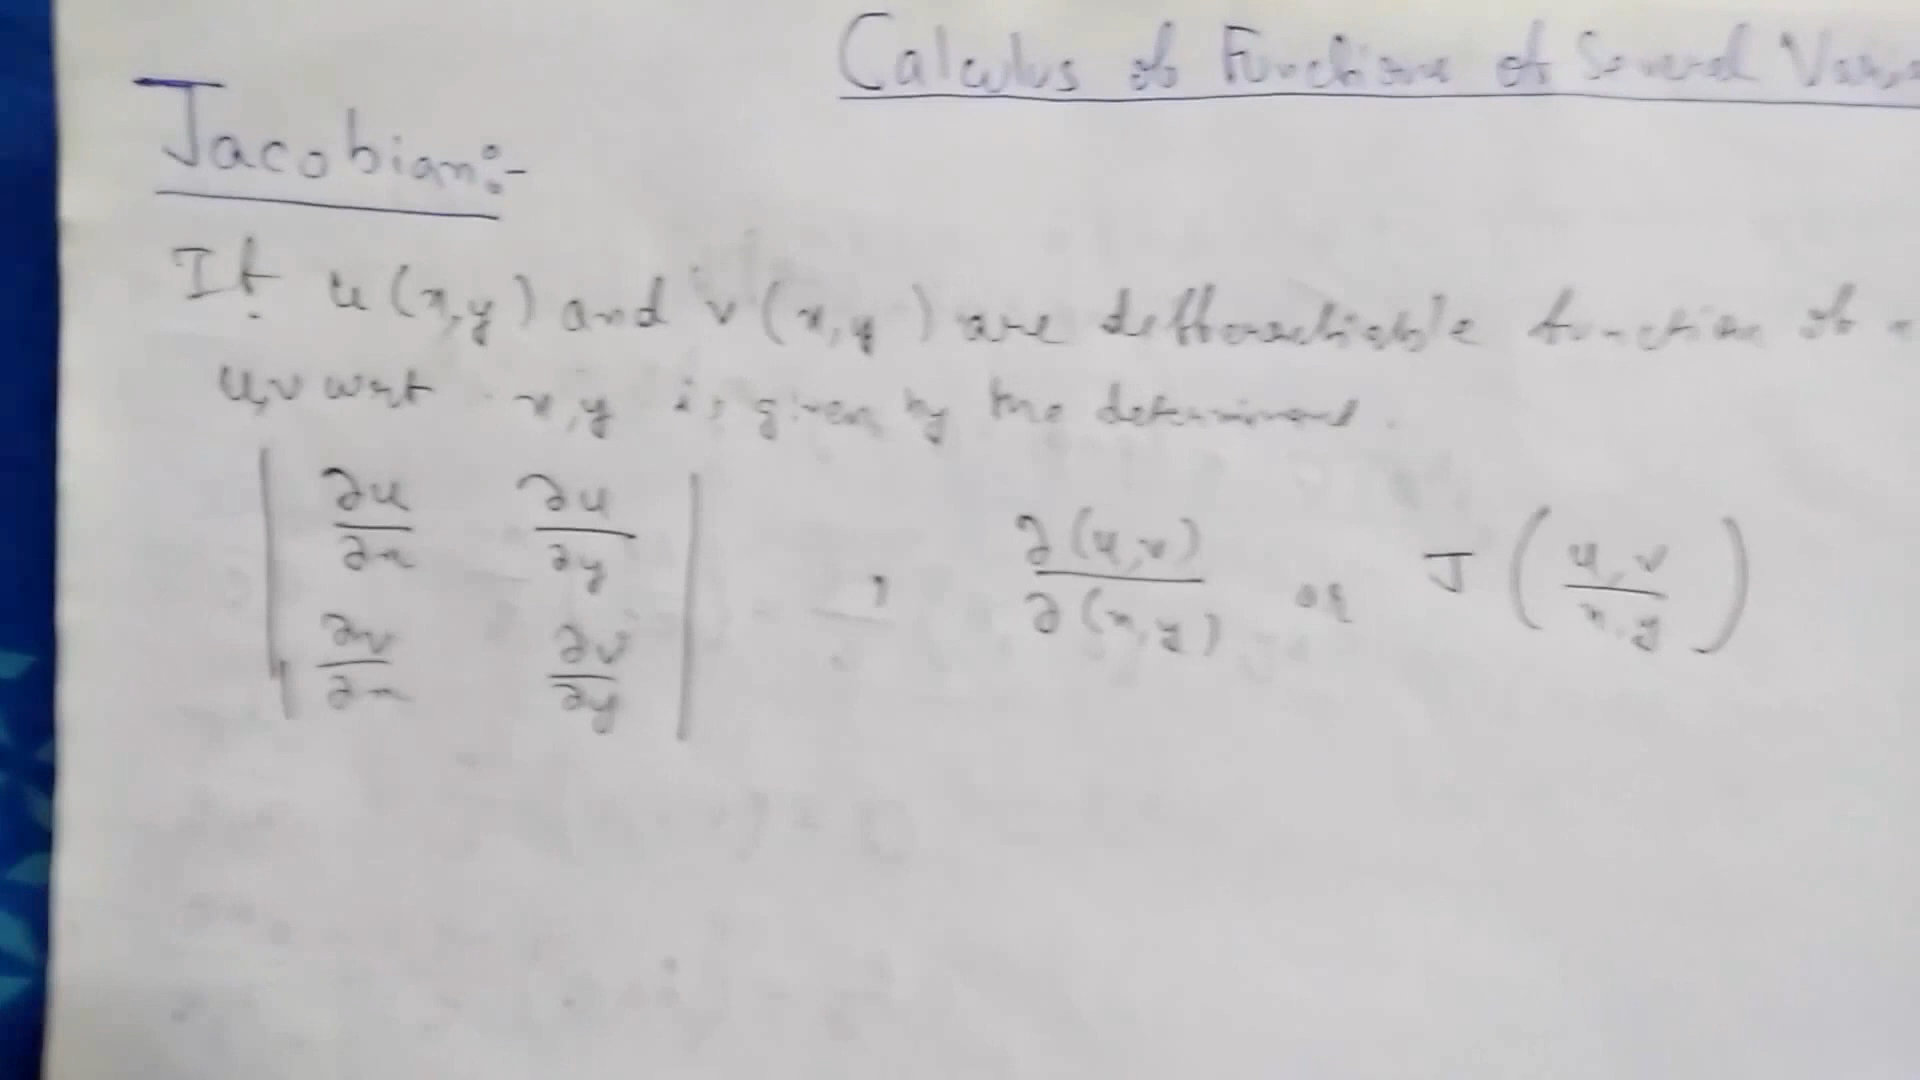 Calculus of Functions of Several
Jacobian:-
If u(x,y) and v(x,y) are differentiable function of
u,v wrt x,y is given by the determinant.
| ∂u/∂x ∂u/∂y | , ∂(u,v)/∂(x,y) or J(u,v/x,y)
| ∂v/∂x ∂v/∂y |